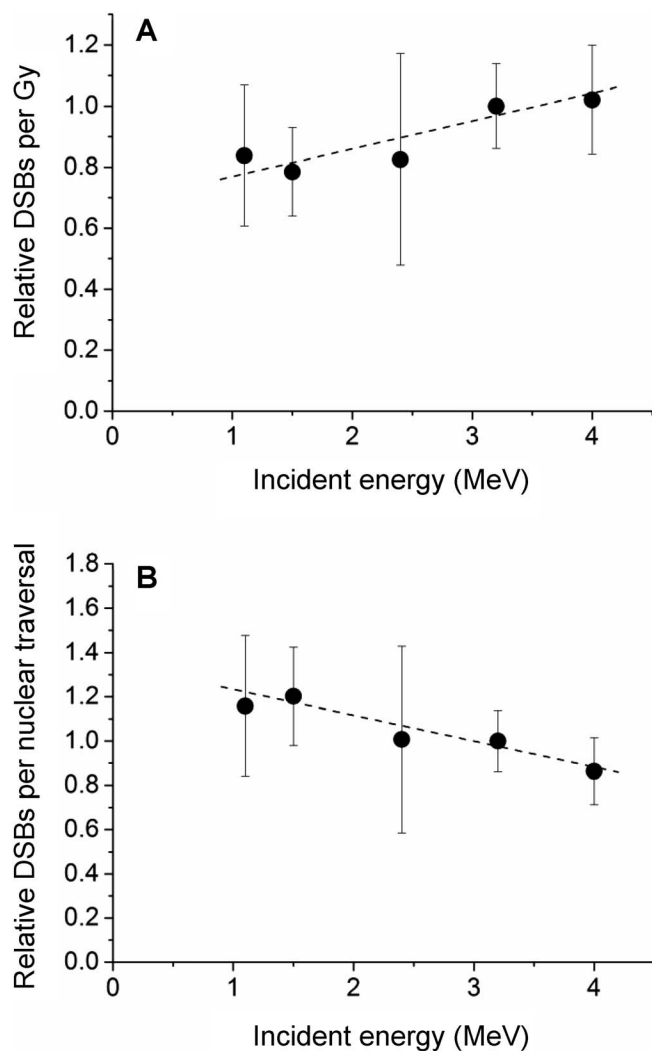 A
Relative DSBs per Gy
1.2
1.0
0.8
0.6
0.4
0.2
0.0
0 1 2 3 4
Incident energy (MeV)
B
Relative DSBs per nuclear traversal
1.8
1.6
1.4
1.2
1.0
0.8
0.6
0.4
0.2
0.0
0 1 2 3 4
Incident energy (MeV)